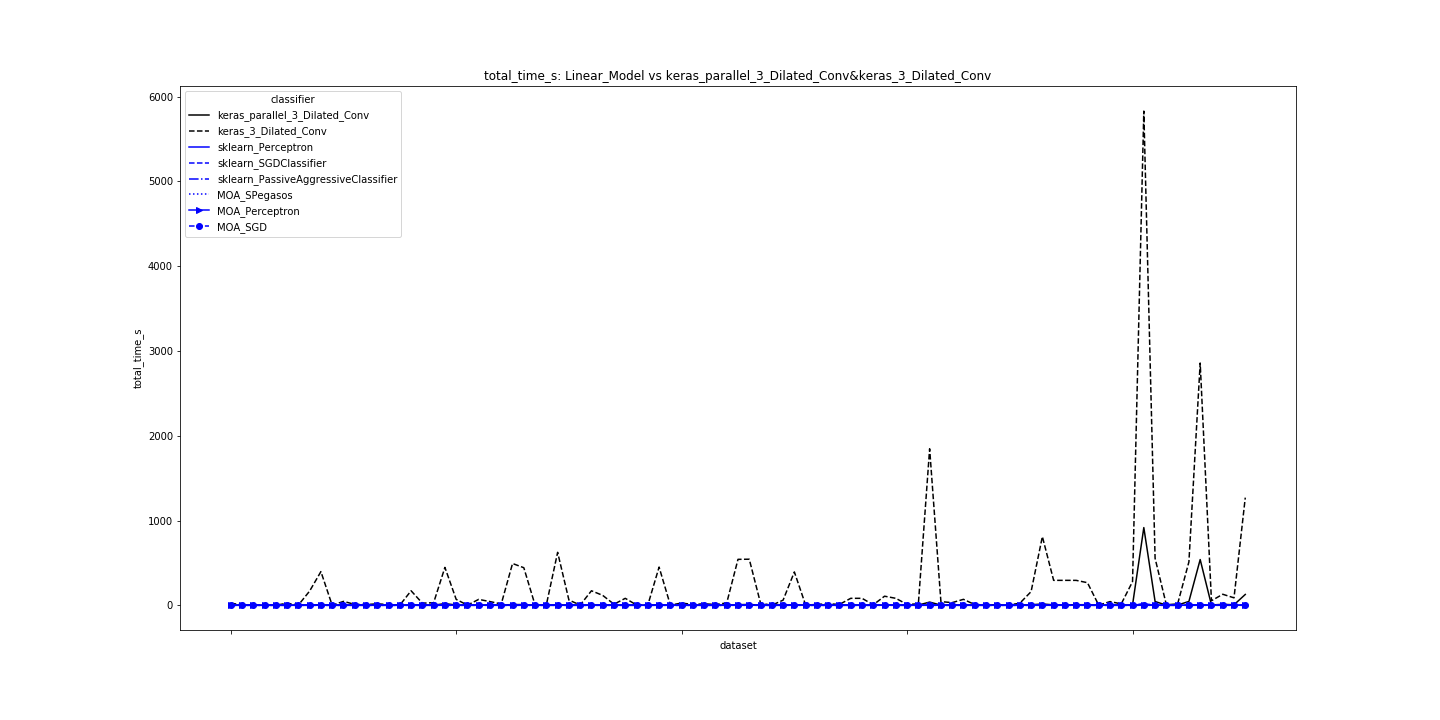 total_time_s: Linear_Model vs keras_parallel_3_Dilated_Conv&keras_3_Dilated_Conv
classifier
keras_parallel_3_Dilated_Conv
keras_3_Dilated_Conv
sklearn_Perceptron
sklearn_SGDClassifier
sklearn_PassiveAggressiveClassifier
MOA_SPegasos
MOA_Perceptron
MOA_SGD
6000
5000
4000
3000
2000
1000
0
total_time_s
dataset